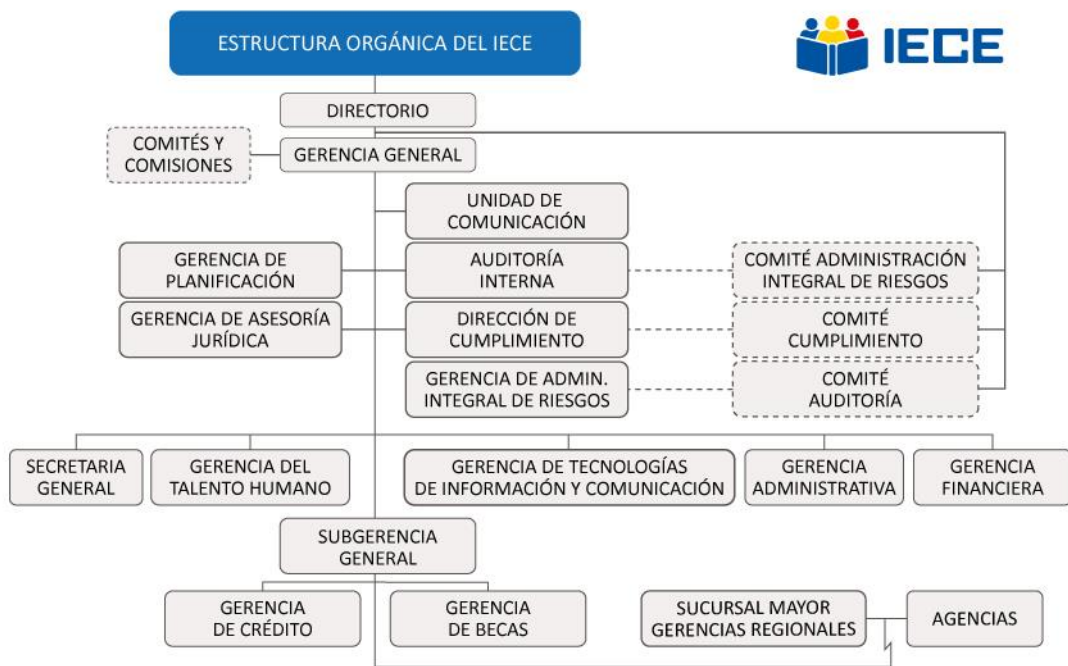 ESTRUCTURA ORGÁNICA DEL IECE
IECE
DIRECTORIO
COMITÉS Y
COMISIONES
GERENCIA GENERAL
UNIDAD DE
COMUNICACIÓN
GERENCIA DE
PLANIFICACIÓN
AUDITORÍA
INTERNA
COMITÉ ADMINISTRACIÓN
INTEGRAL DE RIESGOS
GERENCIA DE ASESORÍA
JURÍDICA
DIRECCIÓN DE
CUMPLIMIENTO
COMITÉ
CUMPLIMIENTO
GERENCIA DE ADMIN.
INTEGRAL DE RIESGOS
COMITÉ
AUDITORÍA
SECRETARIA
GENERAL
GERENCIA DEL
TALENTO HUMANO
GERENCIA DE TECNOLOGÍAS
DE INFORMACIÓN Y COMUNICACIÓN
GERENCIA
ADMINISTRATIVA
GERENCIA
FINANCIERA
SUBGERENCIA
GENERAL
GERENCIA
DE CRÉDITO
GERENCIA
DE BECAS
SUCURSAL MAYOR
GERENCIAS REGIONALES
AGENCIAS